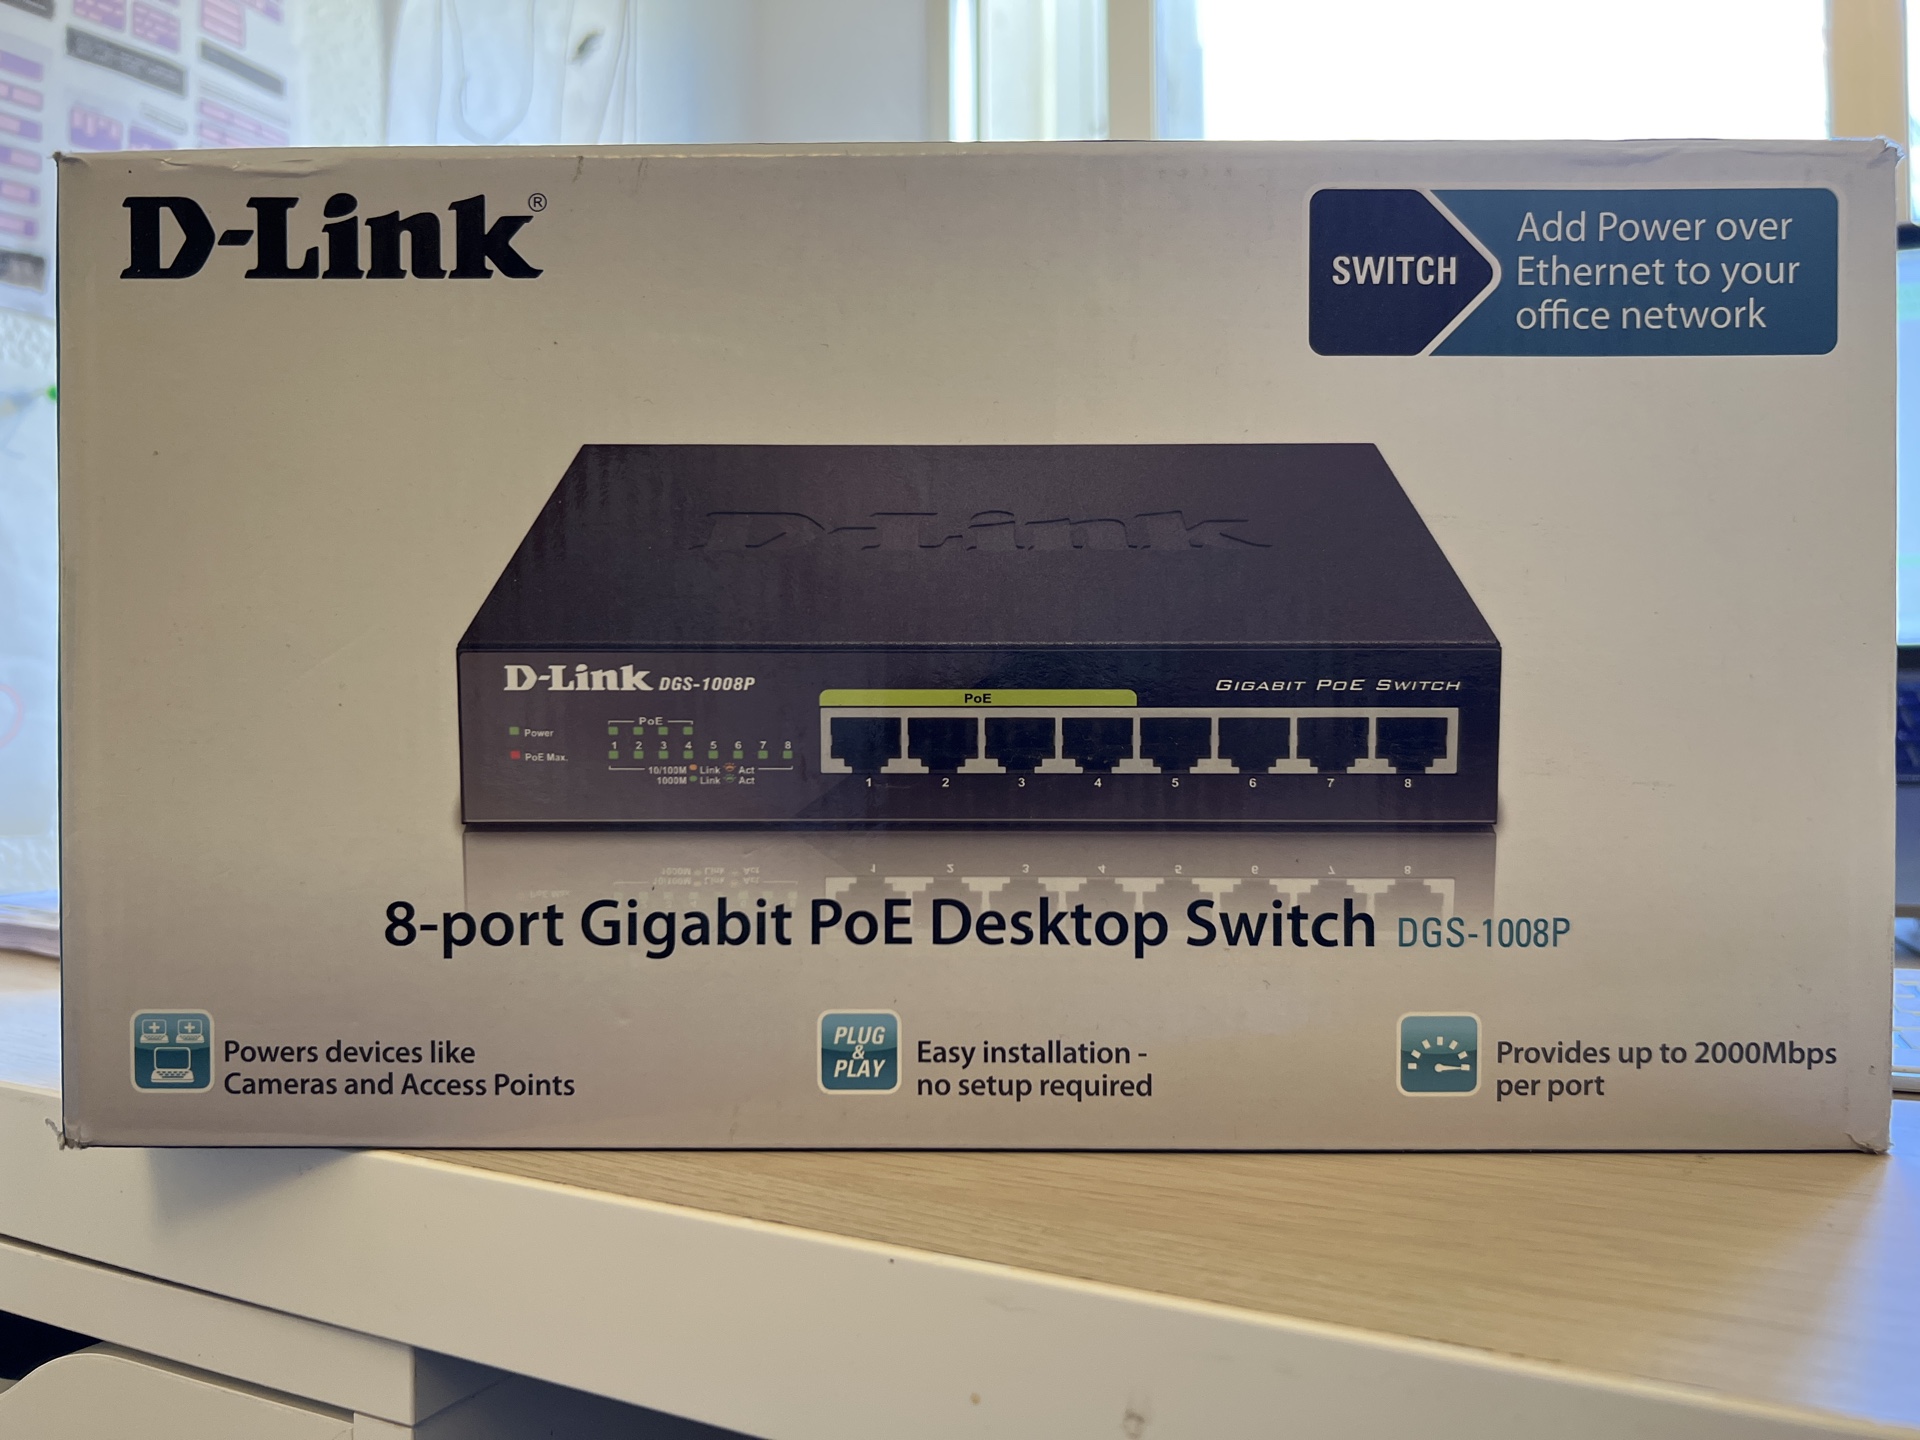 D-Link®
SWITCH
Add Power over
Ethernet to your
office network
D-Link
D-Link DGS-1008P
GIGABIT POE SWITCH
PoE
PoE
Power
PoE Max.
1 2 3 4 5 6 7 8
10/100M Link Act
1000M Link Act
1 2 3 4 5 6 7 8
8-port Gigabit PoE Desktop Switch DGS-1008P
Powers devices like
Cameras and Access Points
PLUG
&
PLAY
Easy installation -
no setup required
Provides up to 2000Mbps
per port